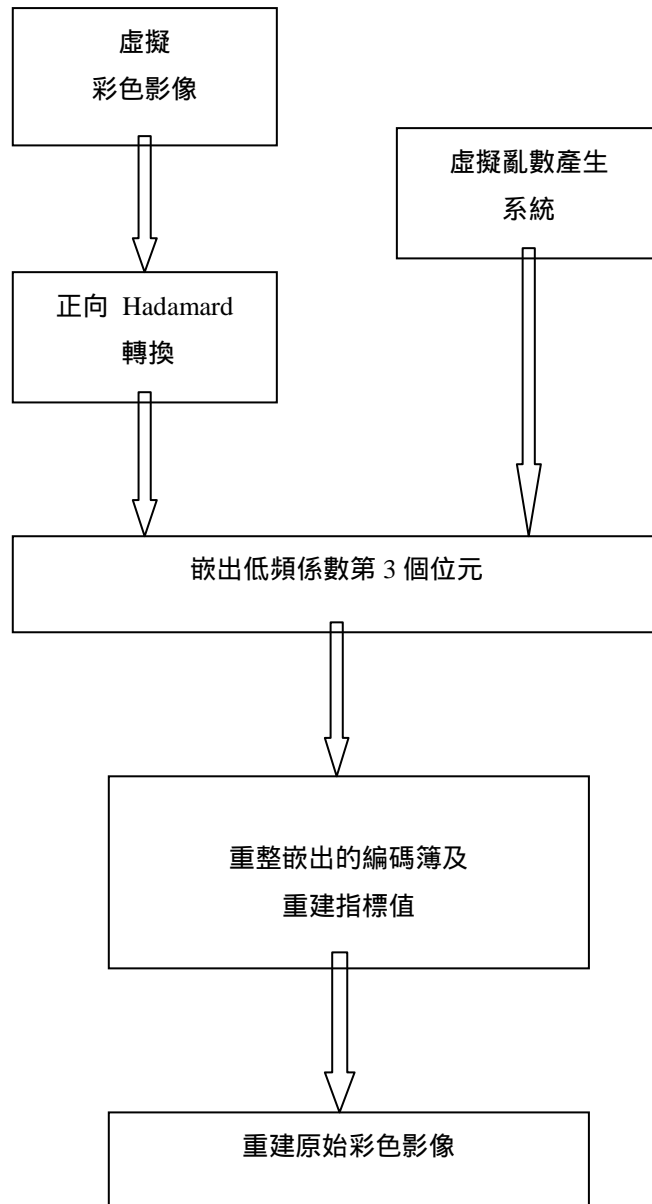 虛擬
彩色影像
虛擬亂數產生
系統
正向 Hadamard
轉換
嵌出低頻係數第 3 個位元
重整嵌出的編碼簿及
重建指標值
重建原始彩色影像